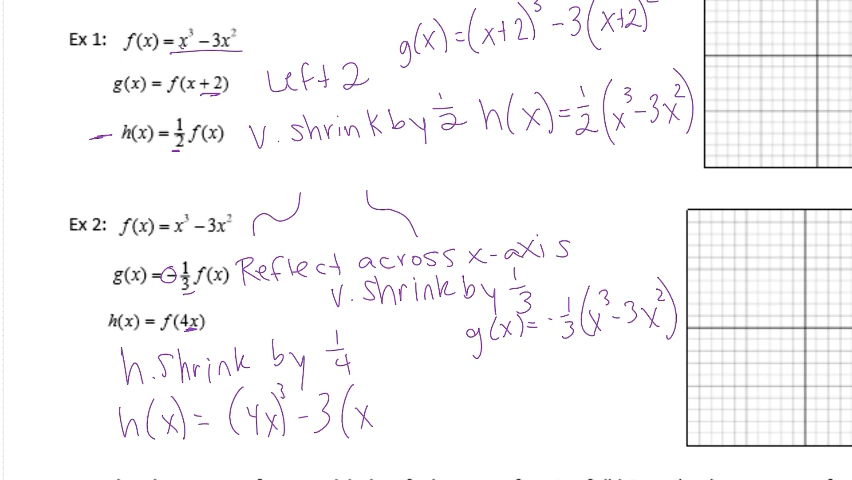 g(x) = (x+2)³ - 3(x+2)²
Ex 1: f(x) = x³ – 3x²
g(x) = f(x + 2) Left 2
h(x) = 1/2 f(x) V. shrink by 1/2 h(x) = 1/2 (x³ - 3x²)
Ex 2: f(x) = x³ – 3x²
g(x) = –1/3 f(x) Reflect across x-axis
v. shrink by 1/3
h(x) = f(4x) g(x) = -1/3 (x³ - 3x²)
h. shrink by 1/4
h(x) = (4x)³ - 3(x